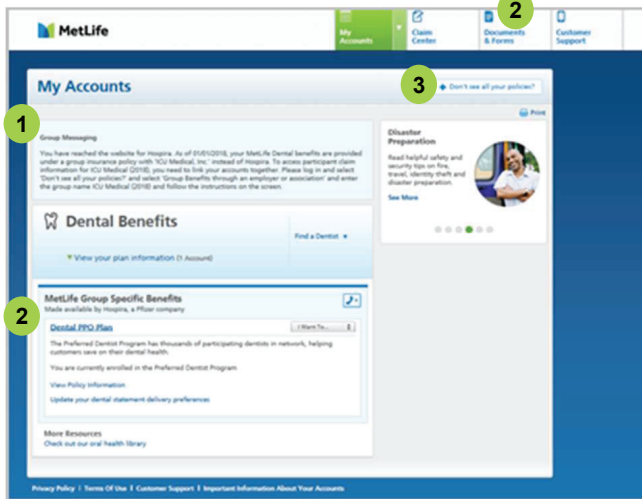 MetLife
My
Accounts
Claim
Center
2
Documents
& Forms
Customer
Support
My Accounts
3
Don't see all your policies?
Print
1
Group Messaging
You have reached the website for Hospira. As of 01/01/2018, your MetLife Dental benefits are provided
under a group insurance policy with 'ICU Medical, Inc.' instead of Hospira. To access participant claim
information for ICU Medical (2018), you need to link your accounts together. Please log in and select
'Don't see all your policies?' and select 'Group Benefits through an employer or association' and enter
the group name ICU Medical (2018) and follow the instructions on the screen.
Disaster
Preparation
Read helpful safety and
security tips on fire,
travel, identity theft and
disaster preparation.
See More
Dental Benefits
Find a Dentist
View your plan information (1 Account)
2
MetLife Group Specific Benefits
Made available by Hospira, a Pfizer company
Dental PPO Plan
I Want To...
The Preferred Dentist Program has thousands of participating dentists in network, helping
customers save on their dental health
You are currently enrolled in the Preferred Dentist Program
View Policy Information
Update your dental statement delivery preferences
More Resources
Check out our oral health library
Privacy Policy | Terms Of Use | Customer Support | Important Information About Your Accounts